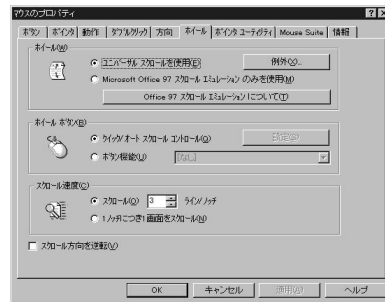 マウスのプロパティ
ボタン ポインタ 動作 ダブルクリック 方向 ホイール ポインタ ユーティリティ Mouse Suite 情報
ホイール(W)
ユニバーサル スクロールを使用(E)
例外(X)...
Microsoft Office 97 スクロール エミュレーション のみを使用(M)
Office 97 スクロール エミュレーションについて(T)
ホイール ボタン(B)
クイック/オート スクロール コントロール(Q)
設定(S)
ボタン機能(U)
[なし]
スクロール速度(C)
スクロール(O) 3 ライン/ノッチ
1ノッチにつき1画面をスクロール(N)
スクロール方向を逆転(V)
OK キャンセル 適用(A) ヘルプ